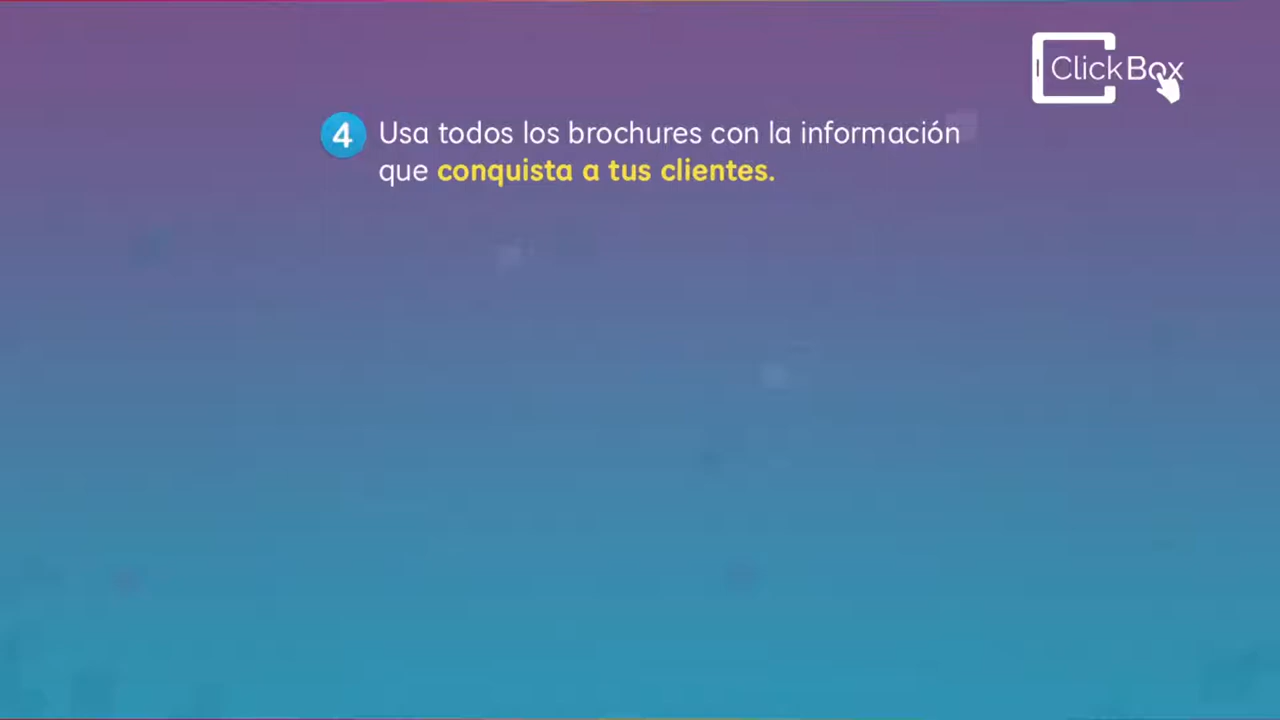 ClickBox
4 Usa todos los brochures con la información
que conquista a tus clientes.